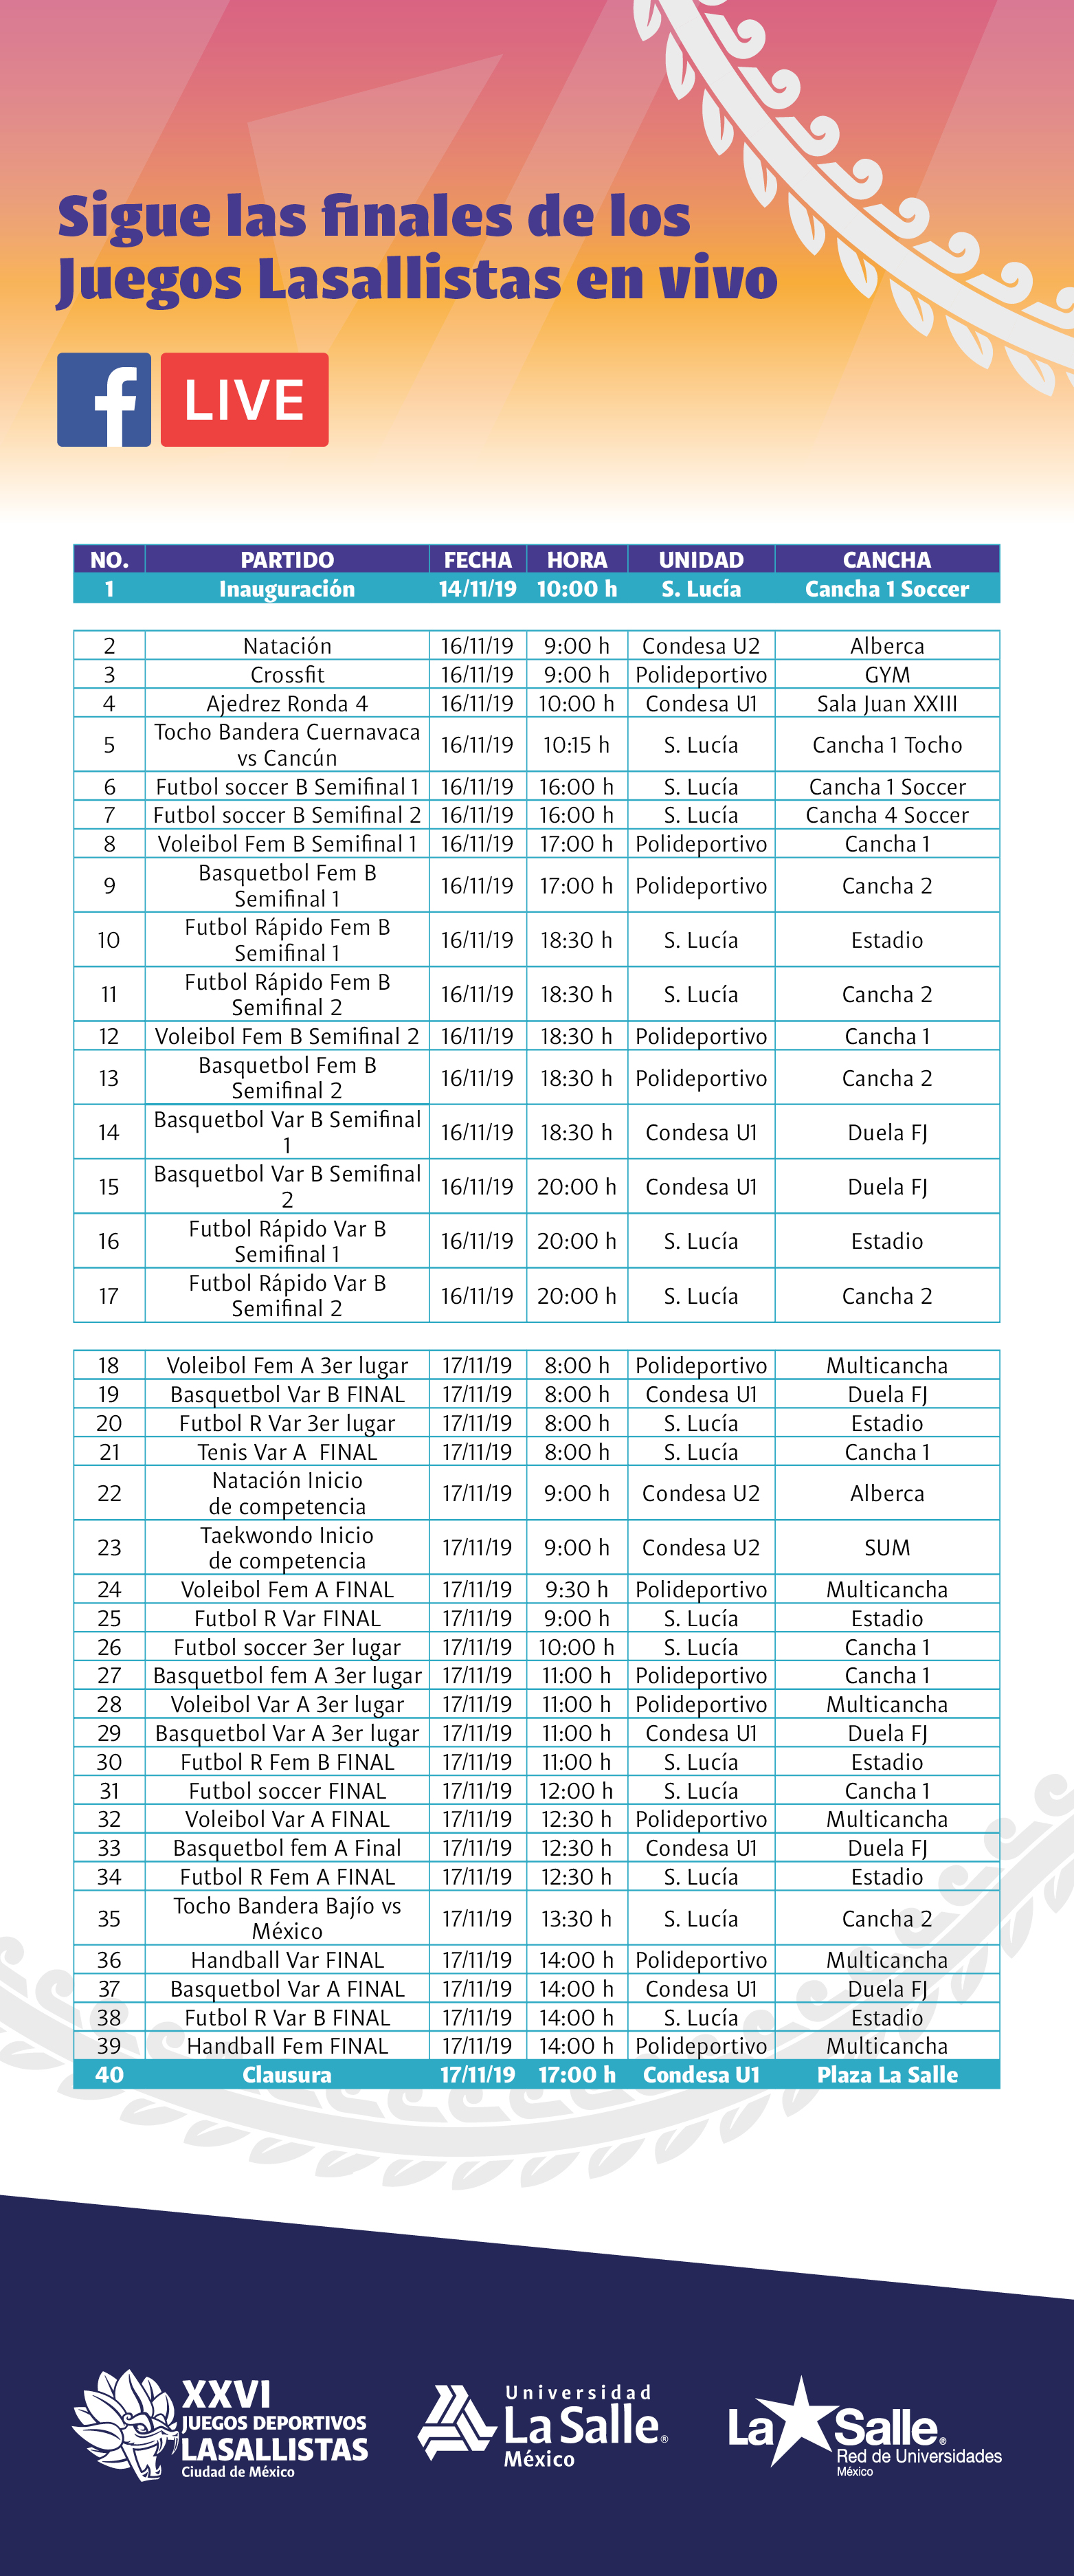 Sigue las finales de los
Juegos Lasallistas en vivo
f LIVE
NO. PARTIDO FECHA HORA UNIDAD CANCHA
1 Inauguración 14/11/19 10:00 h S. Lucía Cancha 1 Soccer
2 Natación 16/11/19 9:00 h Condesa U2 Alberca
3 Crossfit 16/11/19 9:00 h Polideportivo GYM
4 Ajedrez Ronda 4 16/11/19 10:00 h Condesa U1 Sala Juan XXIII
5 Tocho Bandera Cuernavaca
vs Cancún 16/11/19 10:15 h S. Lucía Cancha 1 Tocho
6 Futbol soccer B Semifinal 1 16/11/19 16:00 h S. Lucía Cancha 1 Soccer
7 Futbol soccer B Semifinal 2 16/11/19 16:00 h S. Lucía Cancha 4 Soccer
8 Voleibol Fem B Semifinal 1 16/11/19 17:00 h Polideportivo Cancha 1
9 Basquetbol Fem B
Semifinal 1 16/11/19 17:00 h Polideportivo Cancha 2
10 Futbol Rápido Fem B
Semifinal 1 16/11/19 18:30 h S. Lucía Estadio
11 Futbol Rápido Fem B
Semifinal 2 16/11/19 18:30 h S. Lucía Cancha 2
12 Voleibol Fem B Semifinal 2 16/11/19 18:30 h Polideportivo Cancha 1
13 Basquetbol Fem B
Semifinal 2 16/11/19 18:30 h Polideportivo Cancha 2
14 Basquetbol Var B Semifinal
1 16/11/19 18:30 h Condesa U1 Duela FJ
15 Basquetbol Var B Semifinal
2 16/11/19 20:00 h Condesa U1 Duela FJ
16 Futbol Rápido Var B
Semifinal 1 16/11/19 20:00 h S. Lucía Estadio
17 Futbol Rápido Var B
Semifinal 2 16/11/19 20:00 h S. Lucía Cancha 2
18 Voleibol Fem A 3er lugar 17/11/19 8:00 h Polideportivo Multicancha
19 Basquetbol Var B FINAL 17/11/19 8:00 h Condesa U1 Duela FJ
20 Futbol R Var 3er lugar 17/11/19 8:00 h S. Lucía Estadio
21 Tenis Var A FINAL 17/11/19 8:00 h S. Lucía Cancha 1
22 Natación Inicio
de competencia 17/11/19 9:00 h Condesa U2 Alberca
23 Taekwondo Inicio
de competencia 17/11/19 9:00 h Condesa U2 SUM
24 Voleibol Fem A FINAL 17/11/19 9:30 h Polideportivo Multicancha
25 Futbol R Var FINAL 17/11/19 9:00 h S. Lucía Estadio
26 Futbol soccer 3er lugar 17/11/19 10:00 h S. Lucía Cancha 1
27 Basquetbol fem A 3er lugar 17/11/19 11:00 h Polideportivo Cancha 1
28 Voleibol Var A 3er lugar 17/11/19 11:00 h Polideportivo Multicancha
29 Basquetbol Var A 3er lugar 17/11/19 11:00 h Condesa U1 Duela FJ
30 Futbol R Fem B FINAL 17/11/19 11:00 h S. Lucía Estadio
31 Futbol soccer FINAL 17/11/19 12:00 h S. Lucía Cancha 1
32 Voleibol Var A FINAL 17/11/19 12:30 h Polideportivo Multicancha
33 Basquetbol fem A Final 17/11/19 12:30 h Condesa U1 Duela FJ
34 Futbol R Fem A FINAL 17/11/19 12:30 h S. Lucía Estadio
35 Tocho Bandera Bajío vs
México 17/11/19 13:30 h S. Lucía Cancha 2
36 Handball Var FINAL 17/11/19 14:00 h Polideportivo Multicancha
37 Basquetbol Var A FINAL 17/11/19 14:00 h Condesa U1 Duela FJ
38 Futbol R Var B FINAL 17/11/19 14:00 h S. Lucía Estadio
39 Handball Fem FINAL 17/11/19 14:00 h Polideportivo Multicancha
40 Clausura 17/11/19 17:00 h Condesa U1 Plaza La Salle
XXVI
JUEGOS DEPORTIVOS
LASALLISTAS
Ciudad de México
Universidad
La Salle®
México
La Salle®
Red de Universidades
México